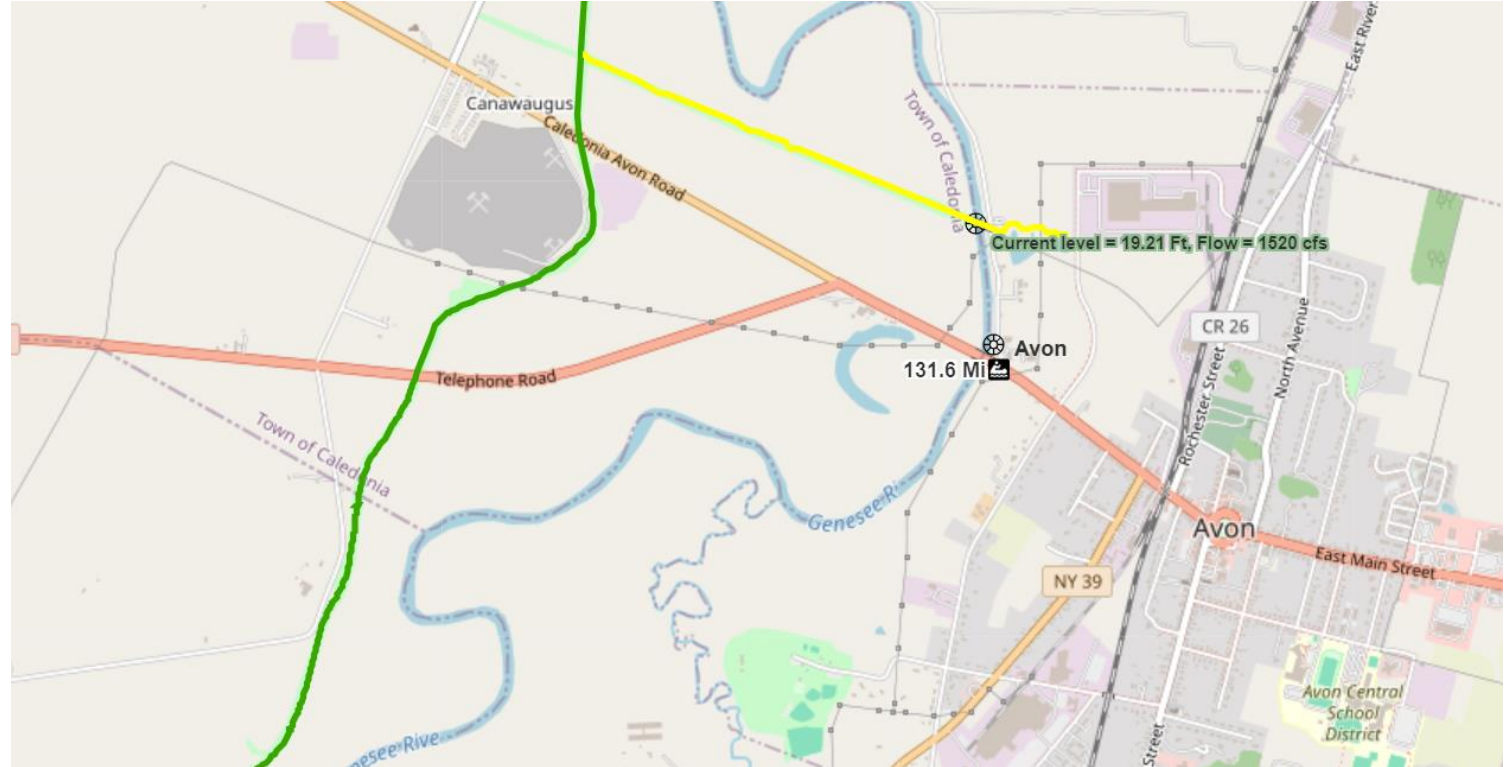 East River
Canawaugus
Caledonia Avon Road
Town of Caledonia
Current level = 19.21 Ft, Flow = 1520 cfs
CR 26
Avon
131.6 Mi
North Avenue
Telephone Road
Rochester Street
Town of Caledonia
Genesee Ri
Avon
East Main Street
NY 39
Avon Central
School
District
Street
nesee Rive